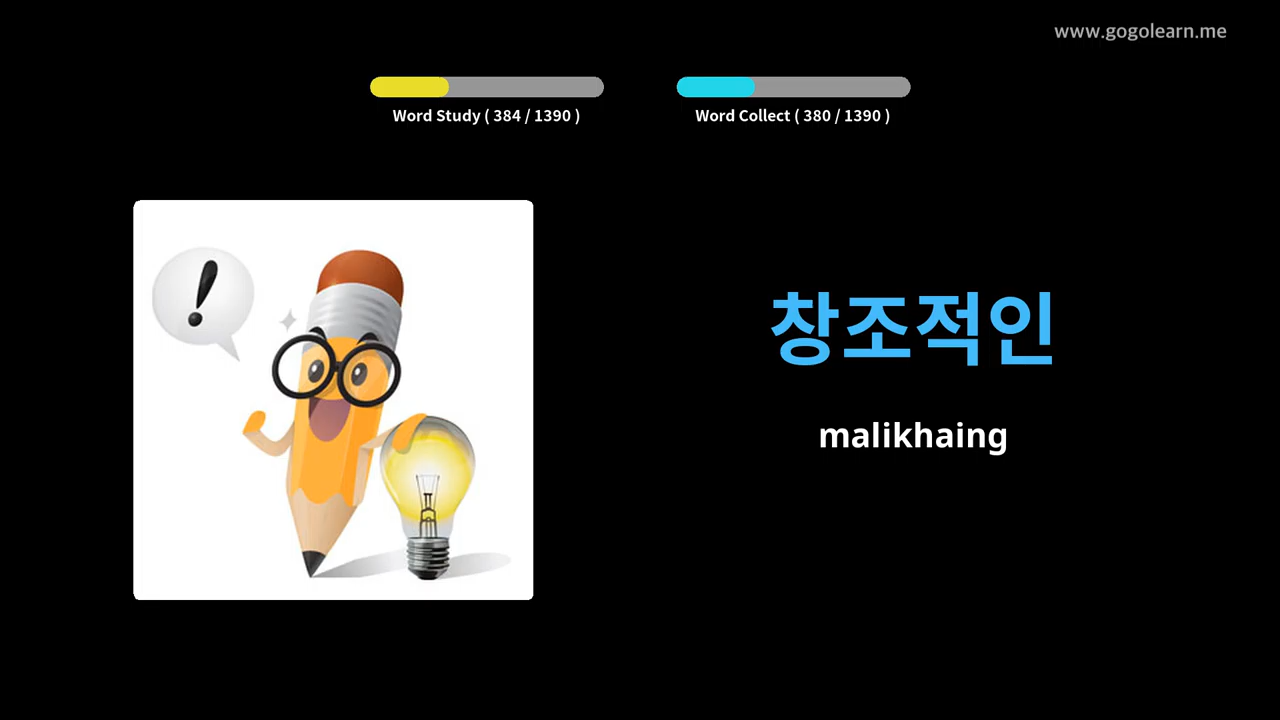 www.gogolearn.me
Word Study ( 384 / 1390 )
Word Collect ( 380 / 1390 )
!
창조적인
malikhaing